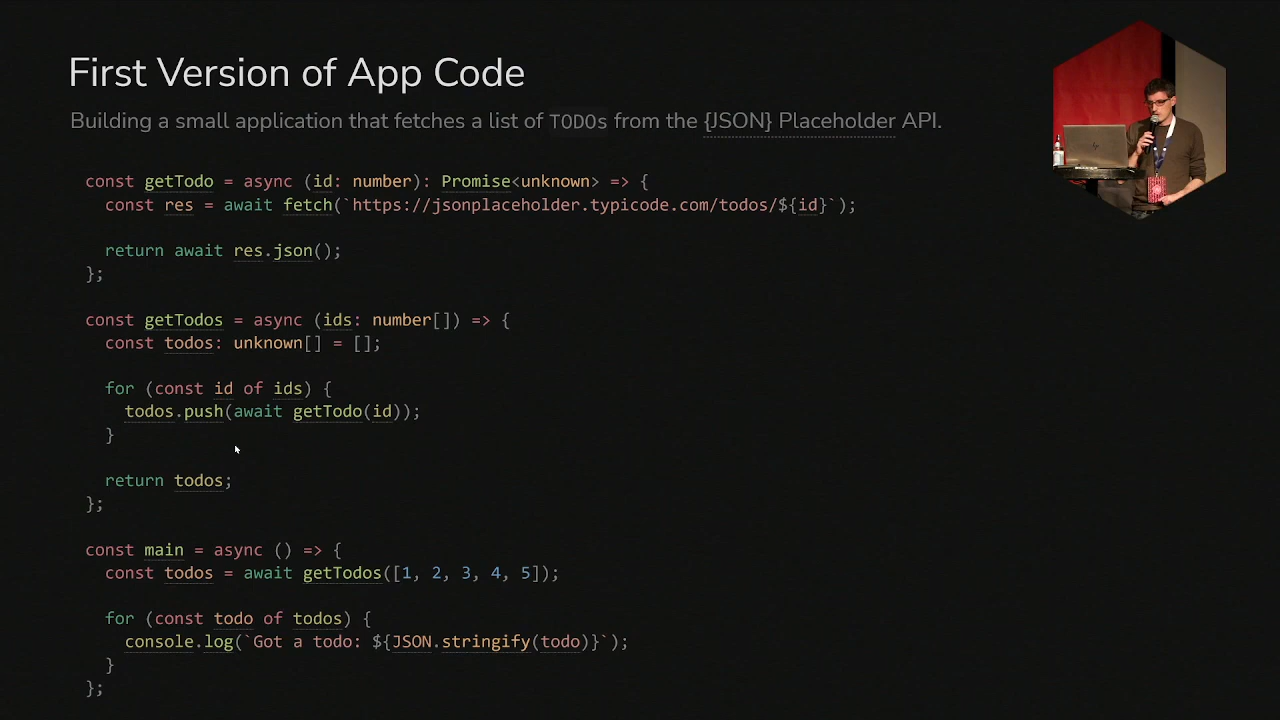 First Version of App Code
Building a small application that fetches a list of TODOs from the {JSON} Placeholder API.
const getTodo = async (id: number): Promise<unknown> => {
  const res = await fetch(`https://jsonplaceholder.typicode.com/todos/${id}`);
  return await res.json();
};
const getTodos = async (ids: number[]) => {
  const todos: unknown[] = [];
  for (const id of ids) {
    todos.push(await getTodo(id));
  }
  return todos;
};
const main = async () => {
  const todos = await getTodos([1, 2, 3, 4, 5]);
  for (const todo of todos) {
    console.log(`Got a todo: ${JSON.stringify(todo)}`);
  }
};